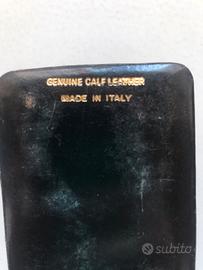 GENUINE CALF LEATHER
MADE IN ITALY
subito